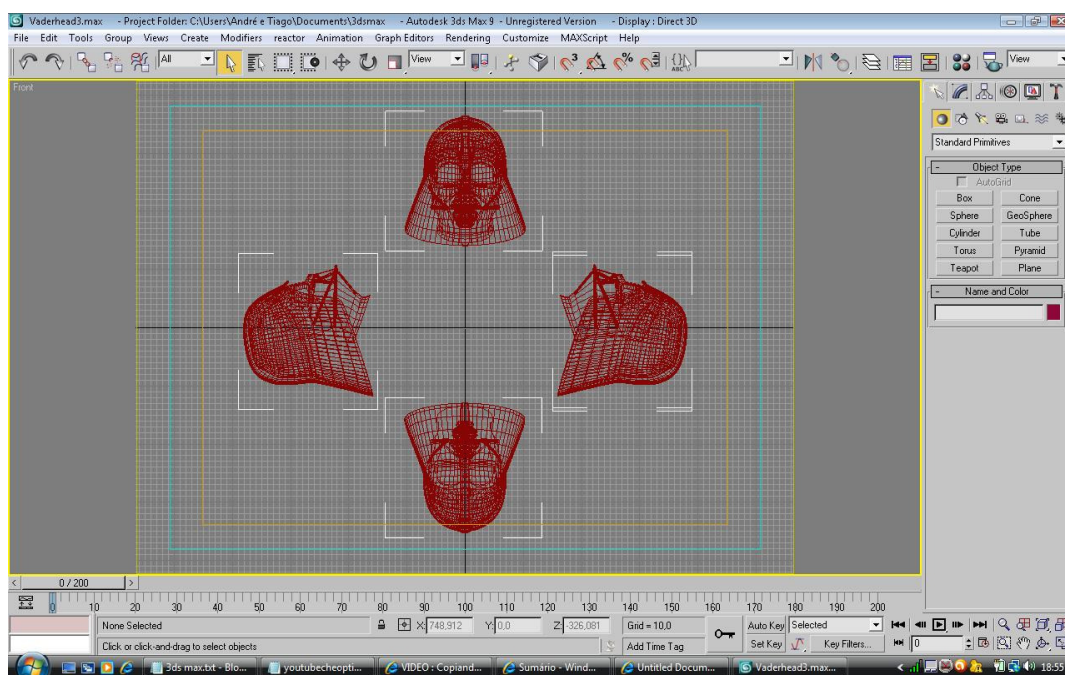 Vaderhead3.max - Project Folder: C:\Users\André e Tiago\Documents\3dsmax - Autodesk 3ds Max 9 - Unregistered Version - Display : Direct 3D
File Edit Tools Group Views Create Modifiers reactor Animation Graph Editors Rendering Customize MAXScript Help
All View View
Front
Standard Primitives
- Object Type
AutoGrid
Box Cone
Sphere GeoSphere
Cylinder Tube
Torus Pyramid
Teapot Plane
- Name and Color
0 / 200
0 10 20 30 40 50 60 70 80 90 100 110 120 130 140 150 160 170 180 190 200
None Selected X: 748,912 Y: 0,0 Z: -326,081 Grid = 10,0 Auto Key Selected
Click or click-and-drag to select objects Add Time Tag Set Key Key Filters... 0
3ds max.txt - Blo... youtubecheopti... VIDEO : Copiand... Sumário - Wind... Untitled Docum... Vaderhead3.max... 18:55